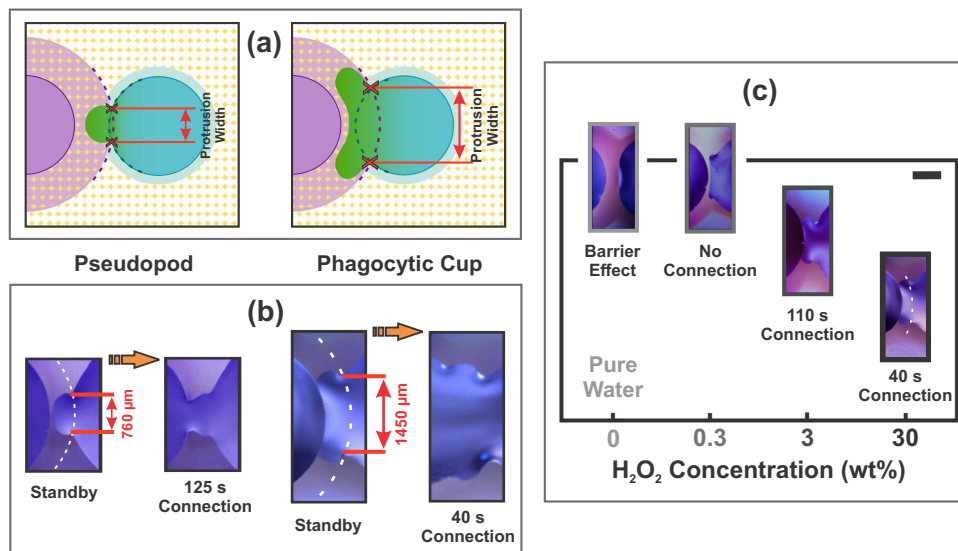 (a)
Protrusion
Width
Protrusion
Width
Pseudopod
Phagocytic Cup
(b)
760 μm
Standby
125 s
Connection
1450 μm
Standby
40 s
Connection
(c)
Barrier
Effect
No
Connection
110 s
Connection
40 s
Connection
Pure
Water
0
0.3
3
30
H₂O₂ Concentration (wt%)